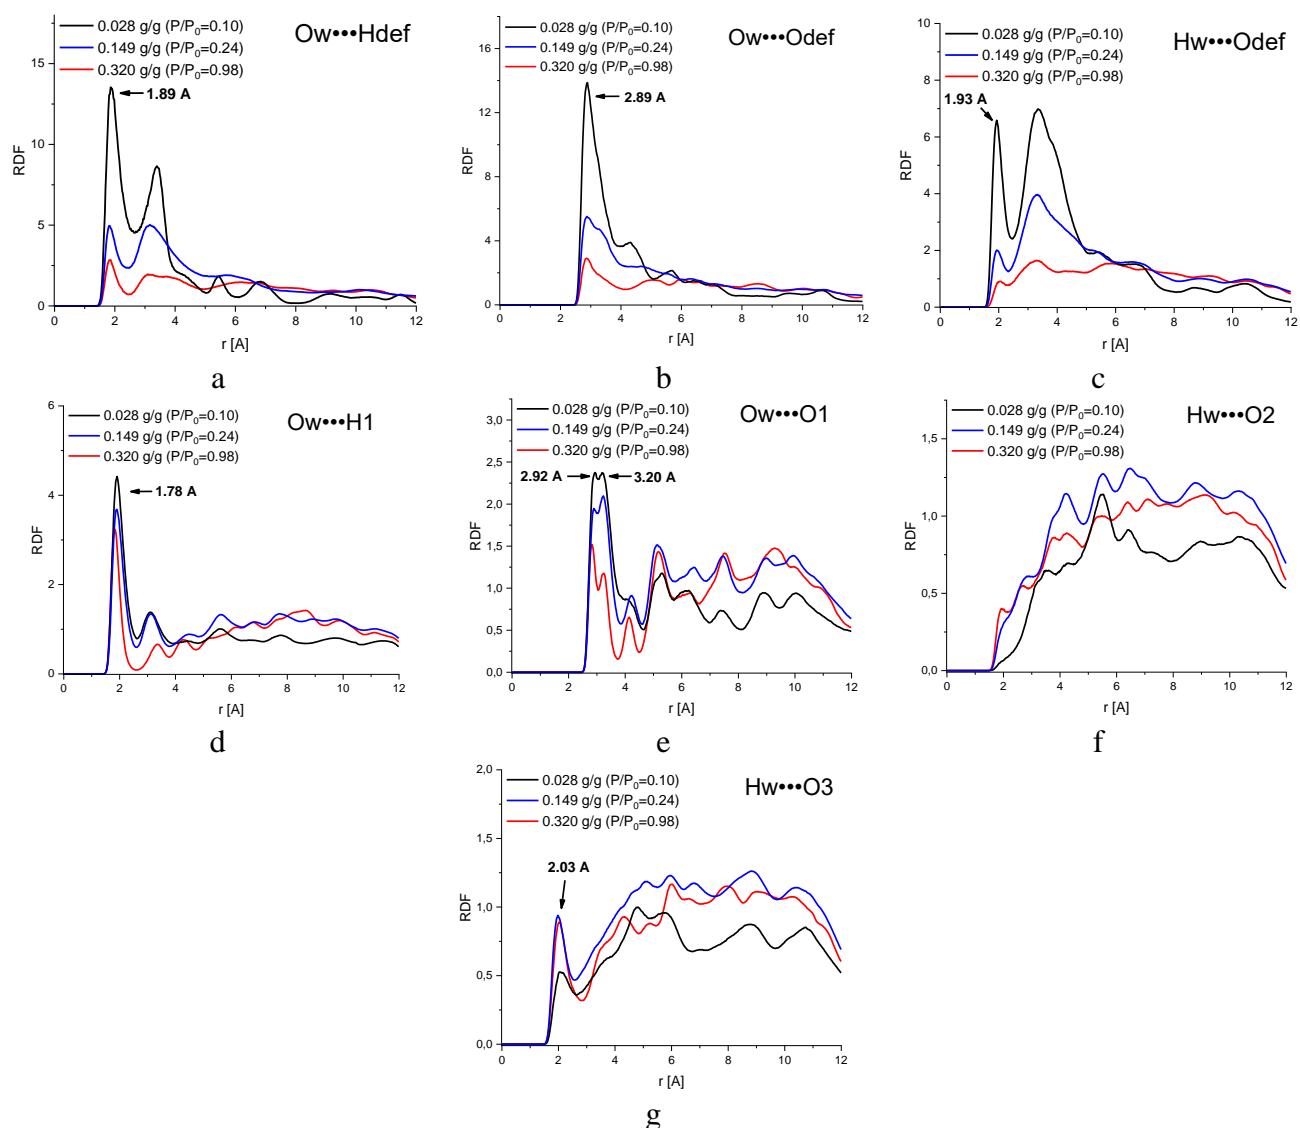 Ow•••Hdef
0.028 g/g (P/P₀=0.10)
0.149 g/g (P/P₀=0.24)
0.320 g/g (P/P₀=0.98)
1.89 A
RDF
0 5 10 15
0 2 4 6 8 10 12
r [A]
a
Ow•••Odef
0.028 g/g (P/P₀=0.10)
0.149 g/g (P/P₀=0.24)
0.320 g/g (P/P₀=0.98)
2.89 A
RDF
0 4 8 12 16
0 2 4 6 8 10 12
r [A]
b
Hw•••Odef
0.028 g/g (P/P₀=0.10)
0.149 g/g (P/P₀=0.24)
0.320 g/g (P/P₀=0.98)
1.93 A
RDF
0 2 4 6 8 10
0 2 4 6 8 10 12
r [A]
c
Ow•••H1
0.028 g/g (P/P₀=0.10)
0.149 g/g (P/P₀=0.24)
0.320 g/g (P/P₀=0.98)
1.78 A
RDF
0 2 4 6
0 2 4 6 8 10 12
r [A]
d
Ow•••O1
0.028 g/g (P/P₀=0.10)
0.149 g/g (P/P₀=0.24)
0.320 g/g (P/P₀=0.98)
2.92 A 3.20 A
RDF
0,0 0,5 1,0 1,5 2,0 2,5 3,0
0 2 4 6 8 10 12
r [A]
e
Hw•••O2
0.028 g/g (P/P₀=0.10)
0.149 g/g (P/P₀=0.24)
0.320 g/g (P/P₀=0.98)
RDF
0,0 0,5 1,0 1,5
0 2 4 6 8 10 12
r [A]
f
Hw•••O3
0.028 g/g (P/P₀=0.10)
0.149 g/g (P/P₀=0.24)
0.320 g/g (P/P₀=0.98)
2.03 A
RDF
0,0 0,5 1,0 1,5 2,0
0 2 4 6 8 10 12
r [A]
g